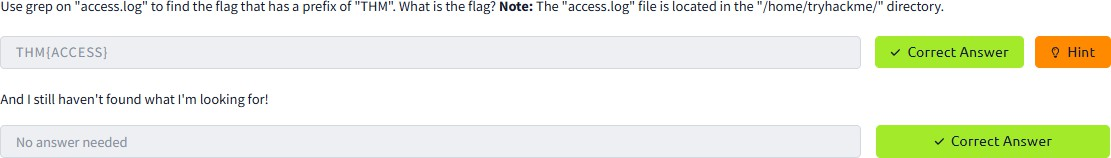 Use grep on "access.log" to find the flag that has a prefix of "THM". What is the flag? Note: The "access.log" file is located in the "/home/tryhackme/" directory.
THM{ACCESS}
Correct Answer
Hint
And I still haven't found what I'm looking for!
No answer needed
Correct Answer